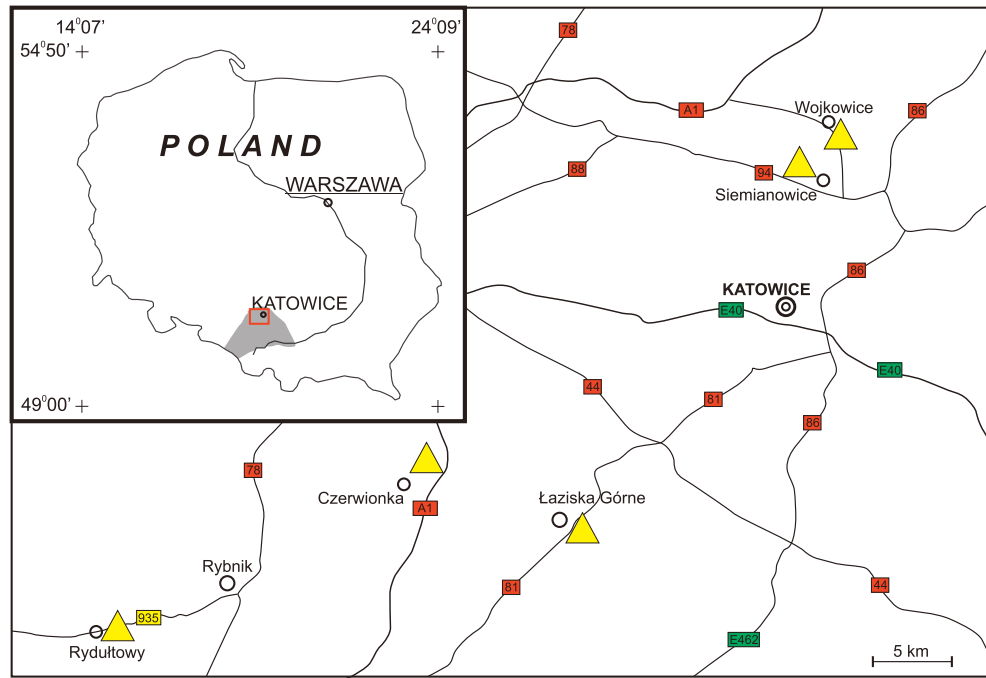 14⁰07’
24⁰09’
54⁰50’
POLAND
WARSZAWA
KATOWICE
49⁰00’
78
A1
Wojkowice
86
88
94
Siemianowice
86
KATOWICE
E40
E40
44
81
86
78
Czerwionka
A1
Łaziska Górne
Rybnik
81
44
935
Rydułtowy
E462
5 km